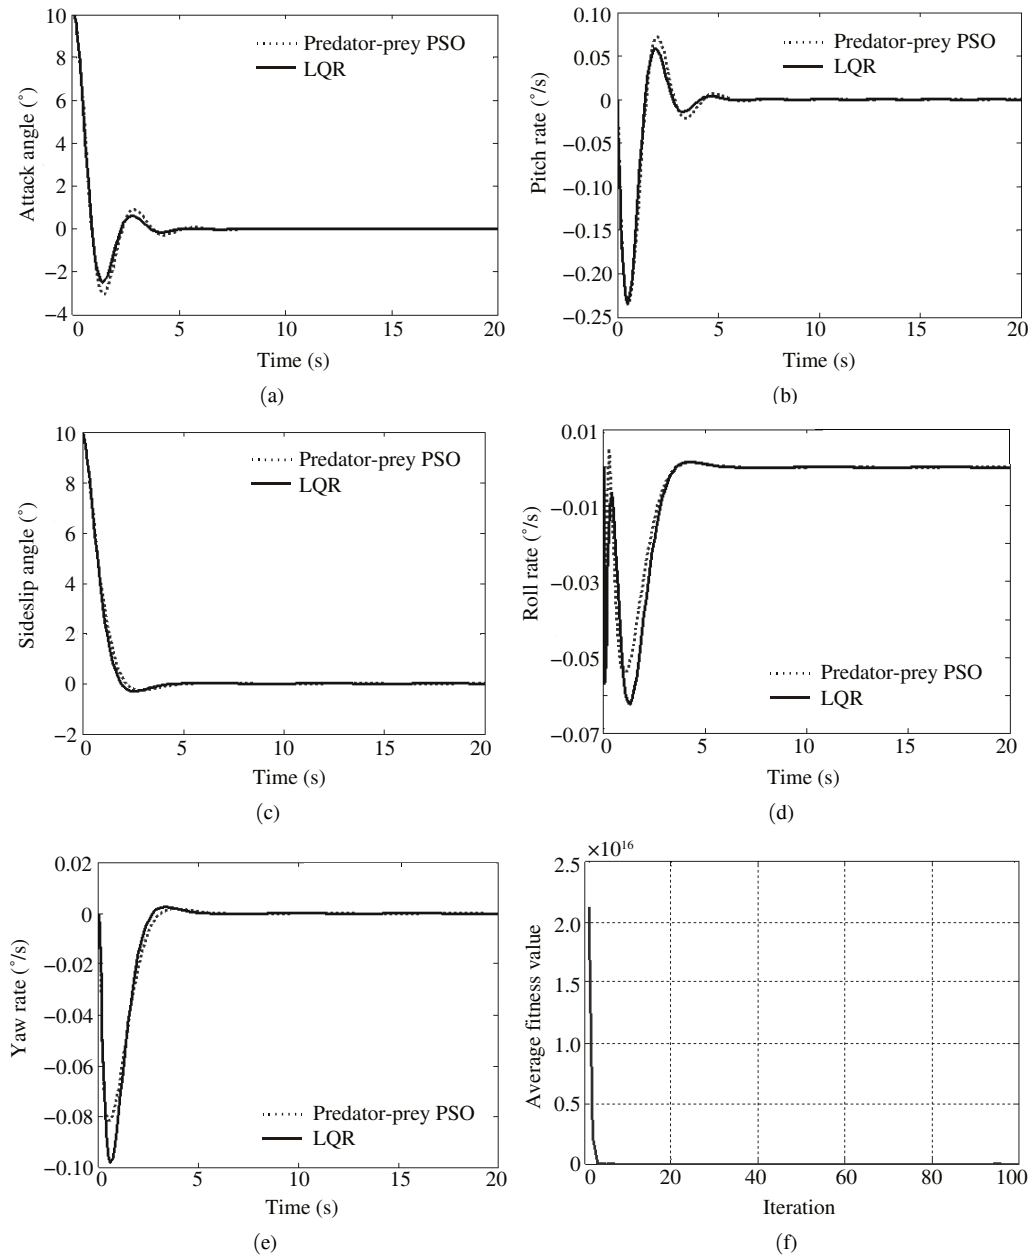 10
8
6
4
2
0
−2
−4
Attack angle (°)
Predator-prey PSO
LQR
0
5
10
15
20
Time (s)
(a)
0.10
0.05
0
−0.05
−0.10
−0.15
−0.20
−0.25
Pitch rate (°/s)
Predator-prey PSO
LQR
0
5
10
15
20
Time (s)
(b)
10
8
6
4
2
0
−2
Sideslip angle (°)
Predator-prey PSO
LQR
0
5
10
15
20
Time (s)
(c)
0.01
−0.01
−0.03
−0.05
−0.07
Roll rate (°/s)
Predator-prey PSO
LQR
0
5
10
15
20
Time (s)
(d)
0.02
0
−0.02
−0.04
−0.06
−0.08
−0.10
Yaw rate (°/s)
Predator-prey PSO
LQR
0
5
10
15
20
Time (s)
(e)
×10¹⁶
2.5
2.0
1.5
1.0
0.5
0
Average fitness value
0
20
40
60
80
100
Iteration
(f)